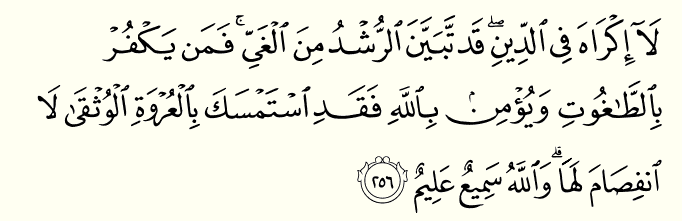 لَآ إِكْرَاهَ فِى ٱلدِّينِ ۖ قَد تَّبَيَّنَ ٱلرُّشْدُ مِنَ ٱلْغَىِّ ۚ فَمَن يَكْفُرْ
بِٱلطَّـٰغُوتِ وَيُؤْمِنۢ بِٱللَّهِ فَقَدِ ٱسْتَمْسَكَ بِٱلْعُرْوَةِ ٱلْوُثْقَىٰ لَا
ٱنفِصَامَ لَهَا ۗ وَٱللَّهُ سَمِيعٌ عَلِيمٌ ٢٥٦